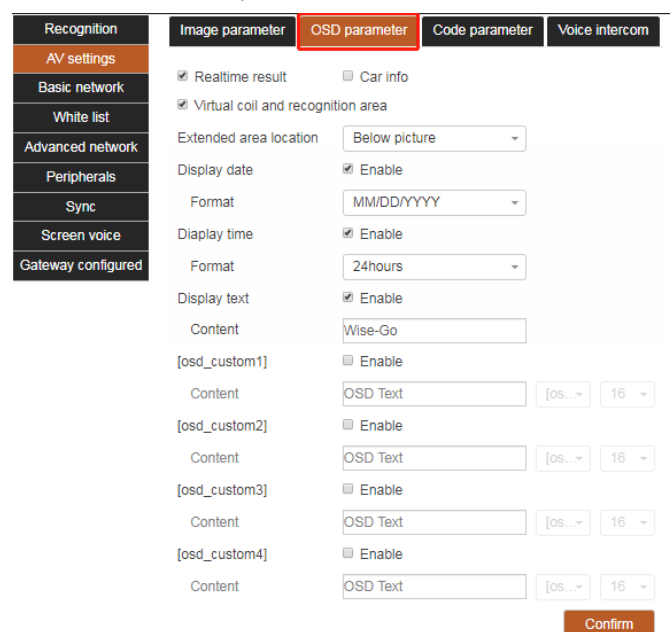 Recognition
AV settings
Basic network
White list
Advanced network
Peripherals
Sync
Screen voice
Gateway configured
Image parameter OSD parameter Code parameter Voice intercom
Realtime result Car info
Virtual coil and recognition area
Extended area location Below picture
Display date Enable
Format MM/DD/YYYY
Diaplay time Enable
Format 24hours
Display text Enable
Content Wise-Go
[osd_custom1] Enable
Content OSD Text [os... 16
[osd_custom2] Enable
Content OSD Text [os... 16
[osd_custom3] Enable
Content OSD Text [os... 16
[osd_custom4] Enable
Content OSD Text [os... 16
Confirm